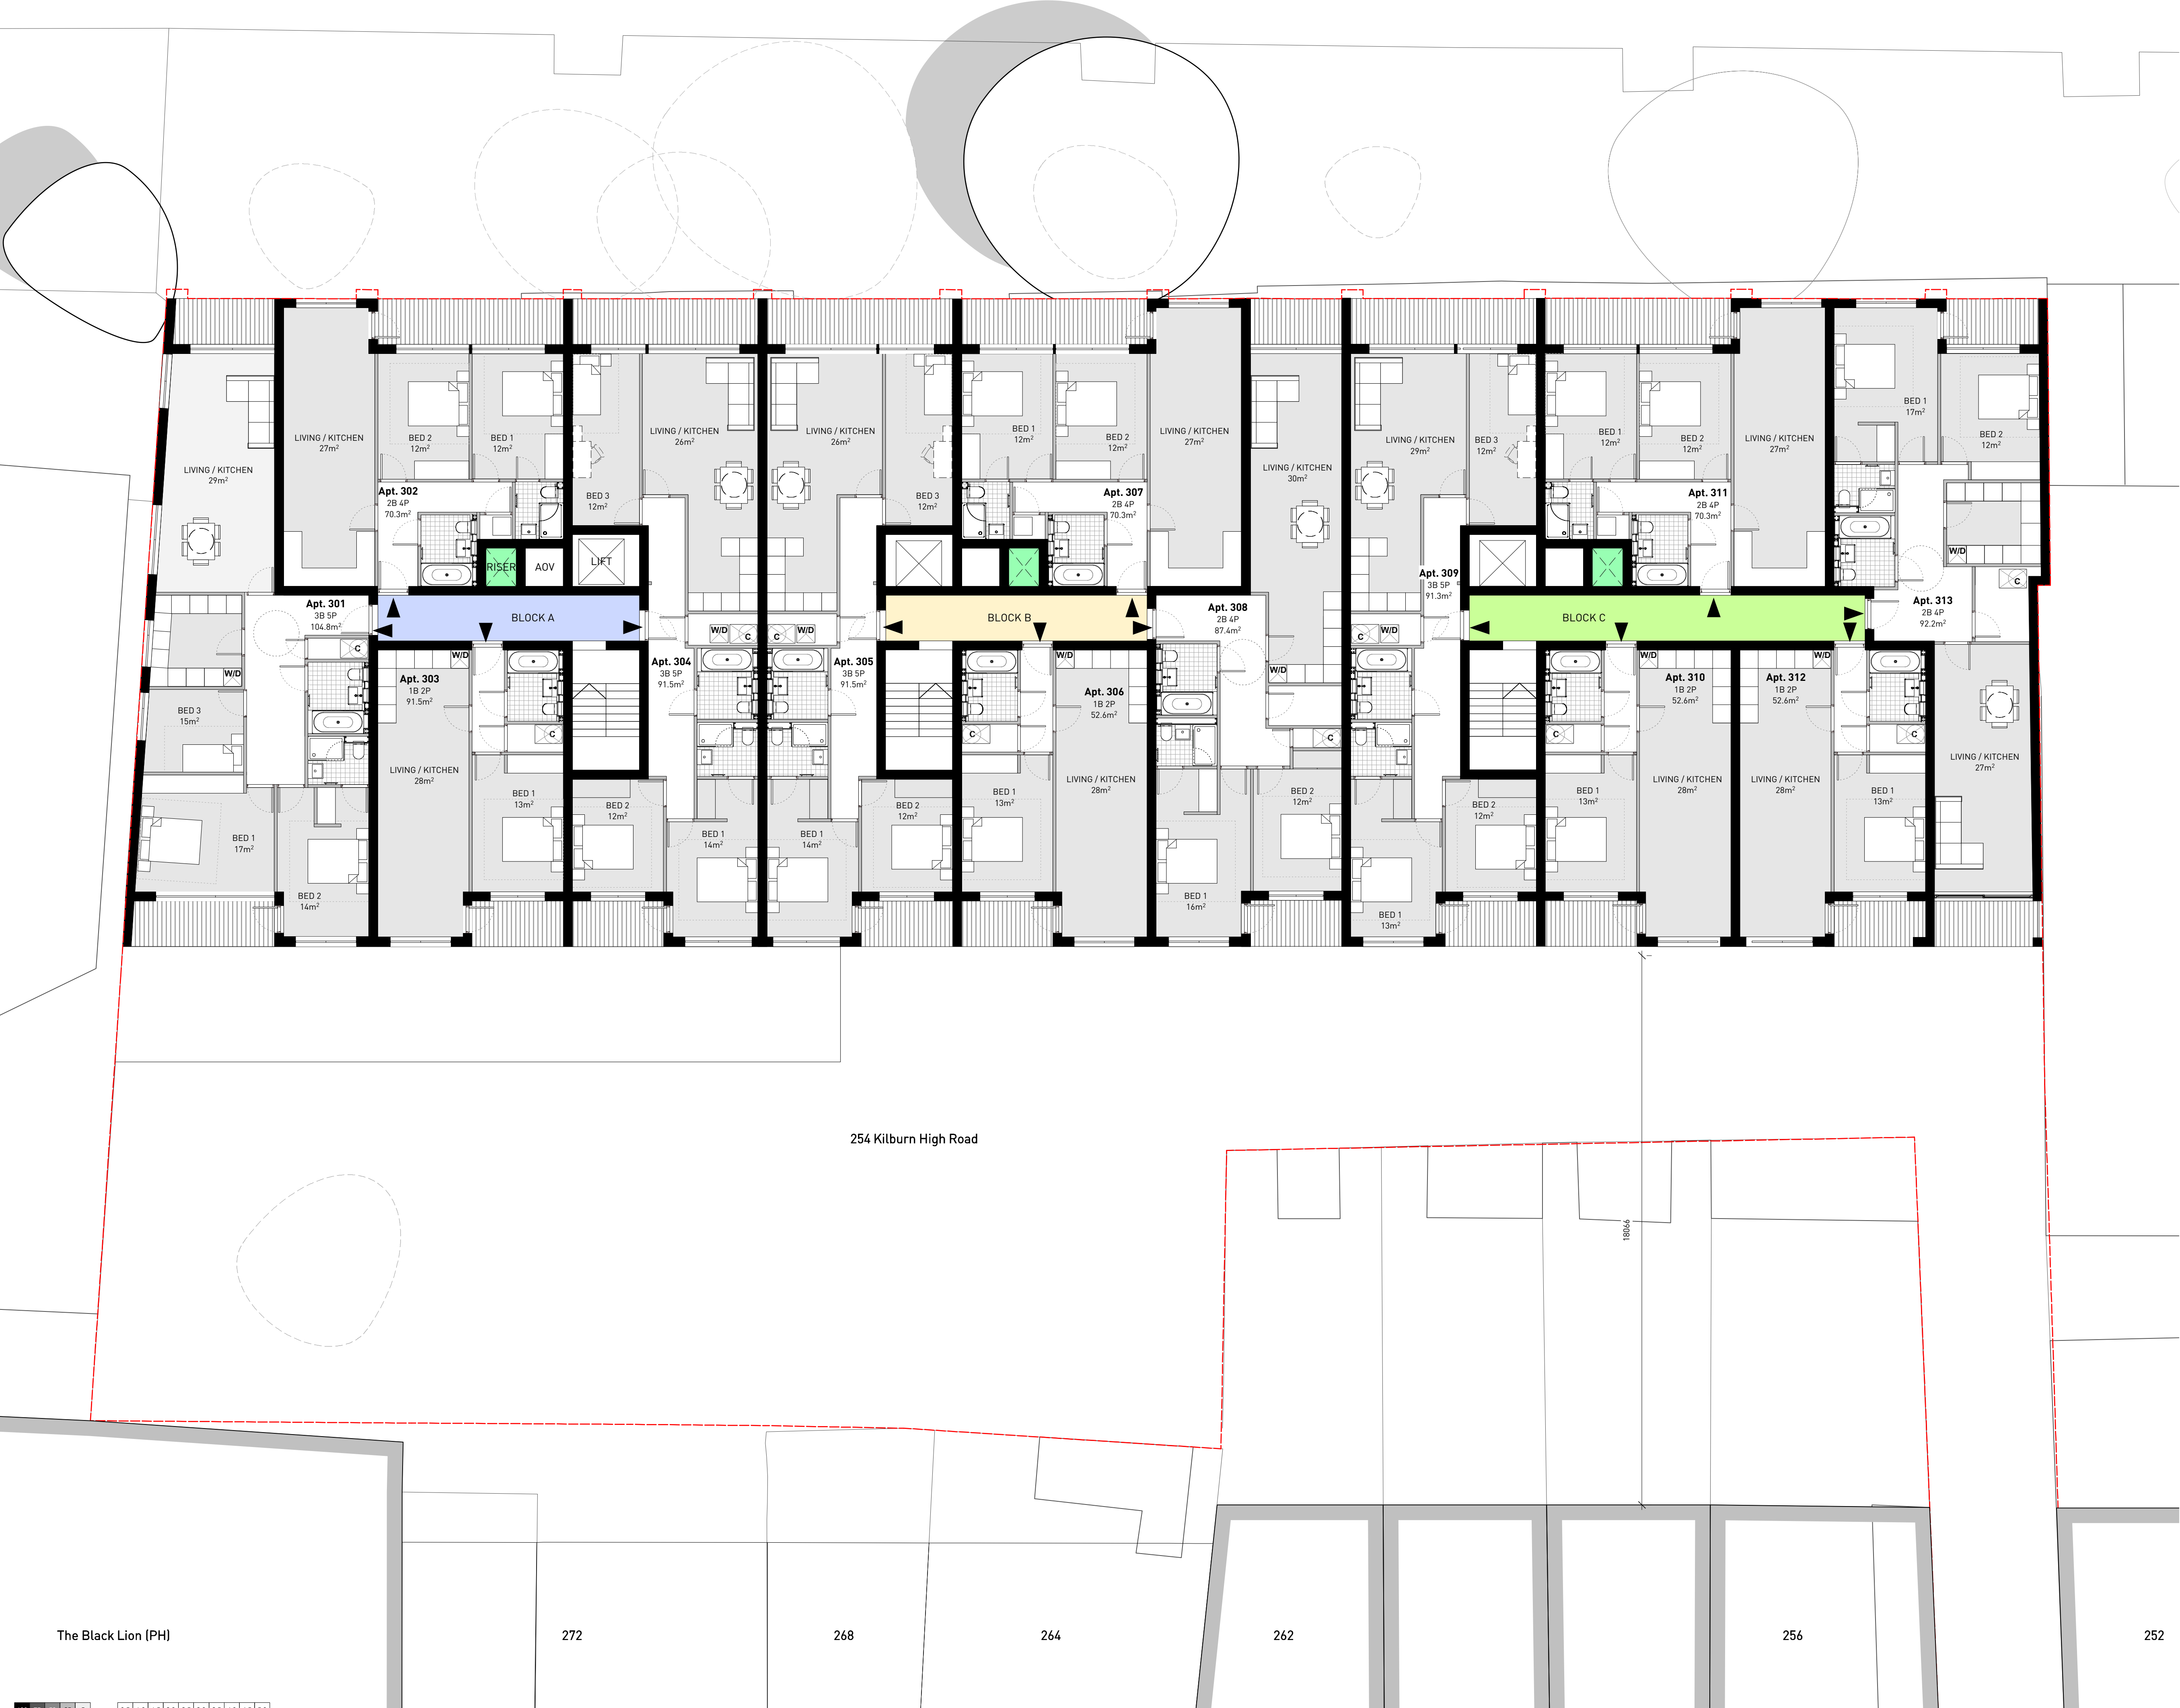 LIVING / KITCHEN
29m²
LIVING / KITCHEN
27m²
BED 2
12m²
BED 1
12m²
Apt. 302
2B 4P
70.3m²
BED 3
12m²
LIVING / KITCHEN
26m²
LIVING / KITCHEN
26m²
BED 3
12m²
BED 1
12m²
BED 2
12m²
Apt. 307
2B 4P
70.3m²
LIVING / KITCHEN
27m²
LIVING / KITCHEN
30m²
LIVING / KITCHEN
29m²
BED 3
12m²
BED 1
12m²
BED 2
12m²
Apt. 311
2B 4P
70.3m²
LIVING / KITCHEN
27m²
BED 1
17m²
BED 2
12m²
W/D
C
RISER
AOV
LIFT
Apt. 301
3B 5P
104.8m²
BLOCK A
BLOCK B
Apt. 308
2B 4P
87.4m²
Apt. 309
3B 5P
91.3m²
BLOCK C
Apt. 313
2B 4P
92.2m²
C
W/D
BED 3
15m²
BED 1
17m²
BED 2
14m²
W/D
Apt. 303
1B 2P
91.5m²
LIVING / KITCHEN
28m²
C
BED 1
13m²
W/D
C
Apt. 304
3B 5P
91.5m²
BED 2
12m²
BED 1
14m²
C
W/D
Apt. 305
3B 5P
91.5m²
BED 1
14m²
BED 2
12m²
C
BED 1
13m²
W/D
Apt. 306
1B 2P
52.6m²
LIVING / KITCHEN
28m²
W/D
C
BED 2
12m²
BED 1
16m²
C
W/D
BED 1
13m²
BED 2
12m²
C
BED 1
13m²
W/D
Apt. 310
1B 2P
52.6m²
LIVING / KITCHEN
28m²
W/D
Apt. 312
1B 2P
52.6m²
LIVING / KITCHEN
28m²
C
BED 1
13m²
LIVING / KITCHEN
27m²
254 Kilburn High Road
18066
The Black Lion (PH)
272
268
264
262
256
252